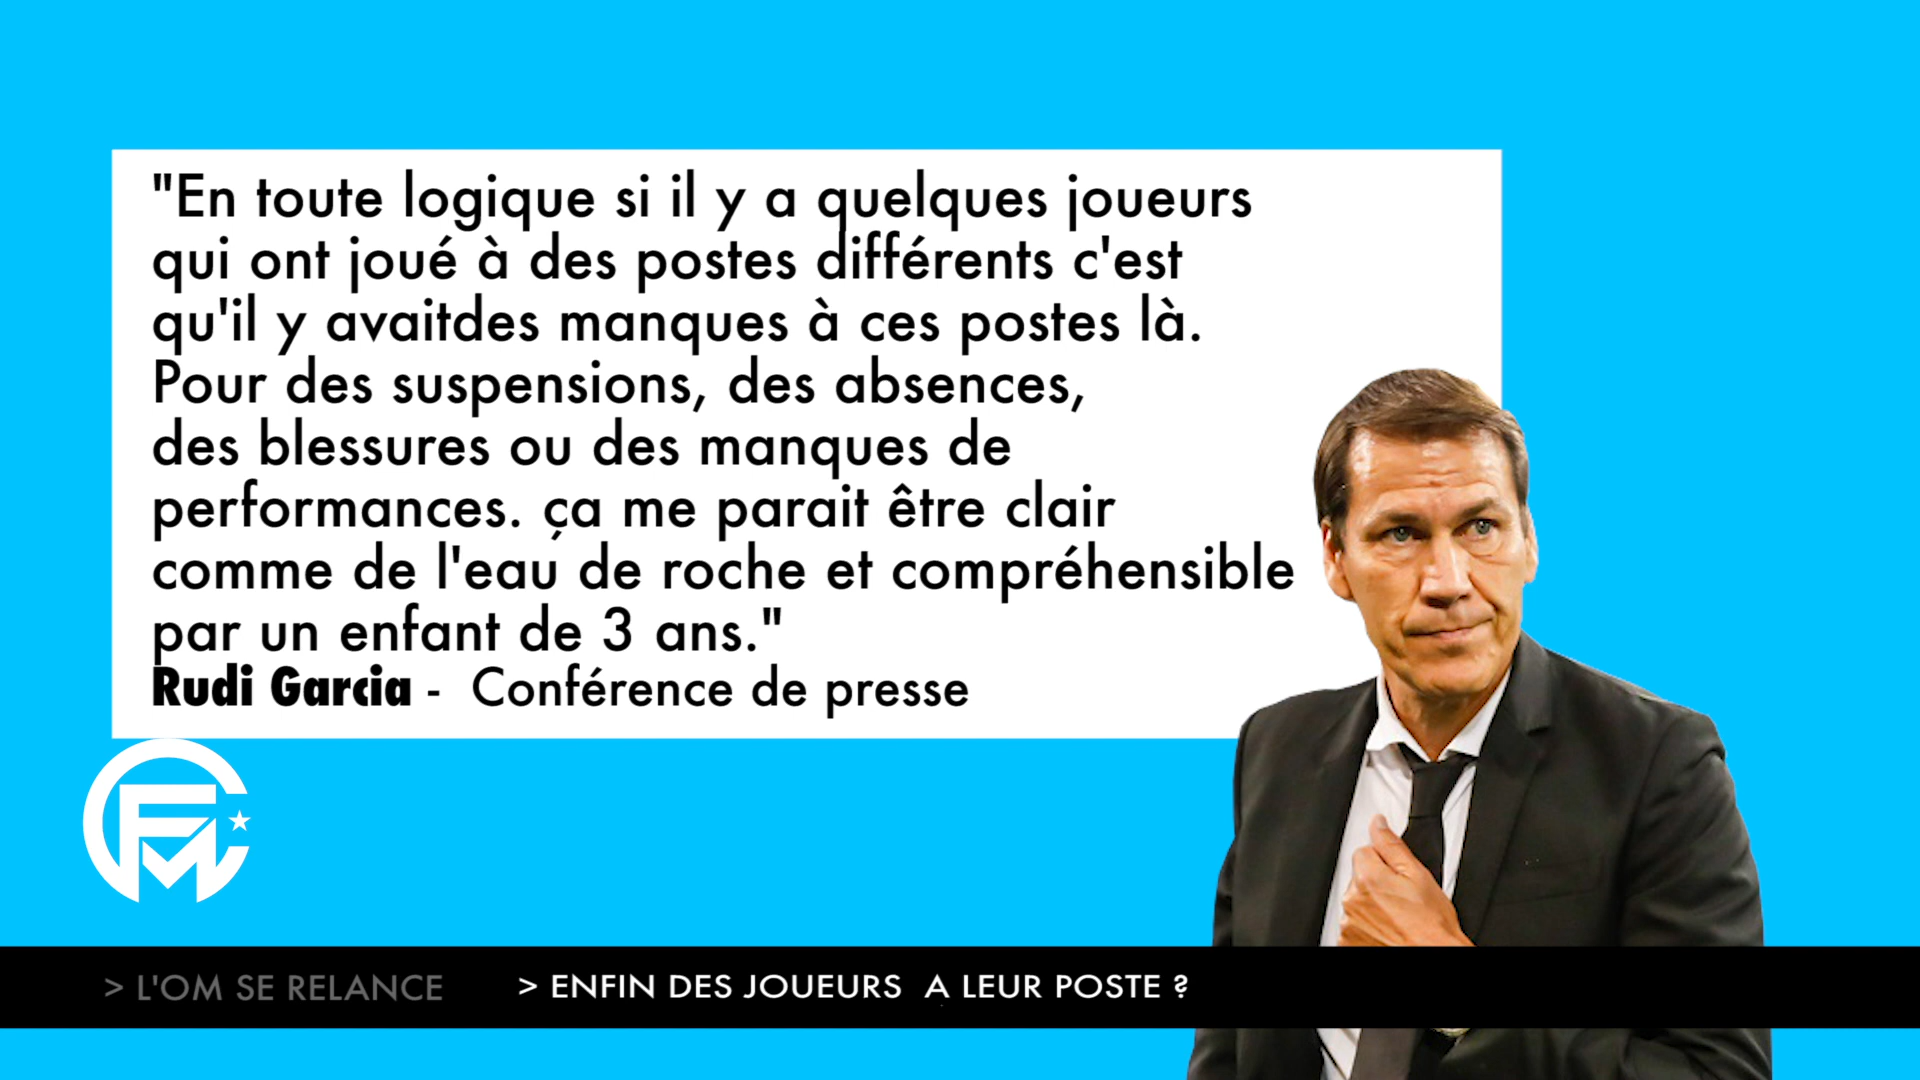 "En toute logique si il y a quelques joueurs
qui ont joué à des postes différents c'est
qu'il y avaitdes manques à ces postes là.
Pour des suspensions, des absences,
des blessures ou des manques de
performances. ça me parait être clair
comme de l'eau de roche et compréhensible
par un enfant de 3 ans."
Rudi Garcia - Conférence de presse
FM
> L'OM SE RELANCE > ENFIN DES JOUEURS A LEUR POSTE ?